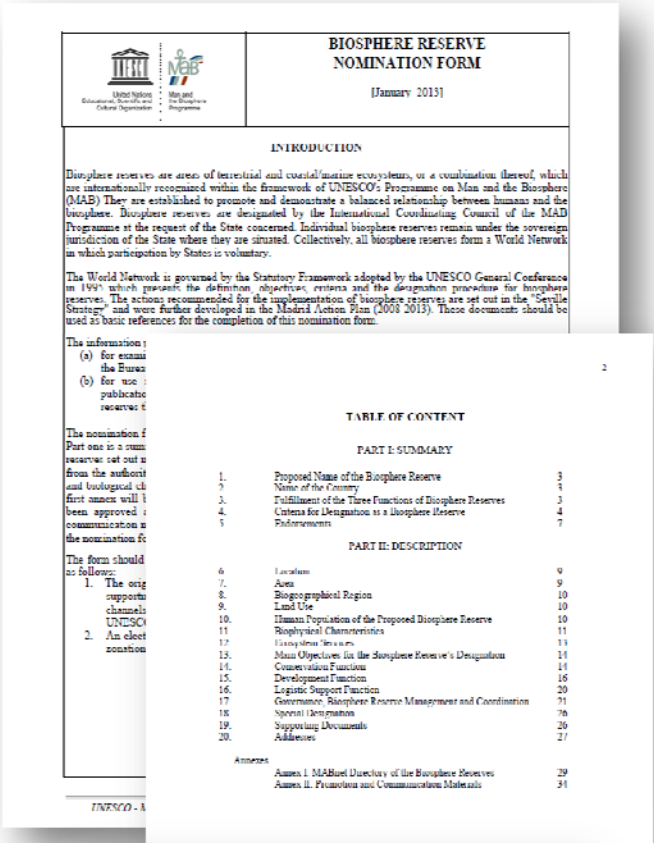 BIOSPHERE RESERVE
NOMINATION FORM
[January 2013]
UNESCO
MAB
United Nations
Educational, Scientific and
Cultural Organization
Man and
the Biosphere
Programme
INTRODUCTION
Biosphere reserves are areas of terrestrial and coastal/marine ecosystems, or a combination thereof, which
are internationally recognized within the framework of UNESCO's Programme on Man and the Biosphere
(MAB) They are established to promote and demonstrate a balanced relationship between humans and the
biosphere. Biosphere reserves are designated by the International Coordinating Council of the MAB
Programme at the request of the State concerned. Individual biosphere reserves remain under the sovereign
jurisdiction of the State where they are situated. Collectively, all biosphere reserves form a World Network
in which participation by States is voluntary.
The World Network is governed by the Statutory Framework adopted by the UNESCO General Conference
in 1995 which presents the definition, objectives, criteria and the designation procedure for biosphere
reserves. The actions recommended for the implementation of biosphere reserves are set out in the "Seville
Strategy" and were further developed in the Madrid Action Plan (2008-2013). These documents should be
used as basic references for the completion of this nomination form.
The information
(a) for exami
the Burea
(b) for use
publicatio
reserves t
The nomination f
Part one is a summ
reserves set out
from the authorit
and biological ch
first annex will b
been approved
communication
the nomination fo
The form should
as follows:
1. The orig
supporti
channels
UNESCO
2. An elect
zonation
UNESCO - M
2
TABLE OF CONTENT
PART I: SUMMARY
1. Proposed Name of the Biosphere Reserve 3
2 Name of the Country 3
3. Fulfillment of the Three Functions of Biosphere Reserves 3
4. Criteria for Designation as a Biosphere Reserve 4
5 Endorsements 7
PART II: DESCRIPTION
6 Location 9
7. Area 9
8. Biogeographical Region 10
9. Land Use 10
10. Human Population of the Proposed Biosphere Reserve 10
11 Biophysical Characteristics 11
12 Ecosystem Services 13
13. Main Objectives for the Biosphere Reserve's Designation 14
14. Conservation Function 14
15. Development Function 16
16. Logistic Support Function 20
17 Governance, Biosphere Reserve Management and Coordination 21
18 Special Designation 26
19. Supporting Documents 26
20. Addresses 27
Annexes
Annex I. MABnet Directory of the Biosphere Reserves 29
Annex II. Promotion and Communication Materials 34